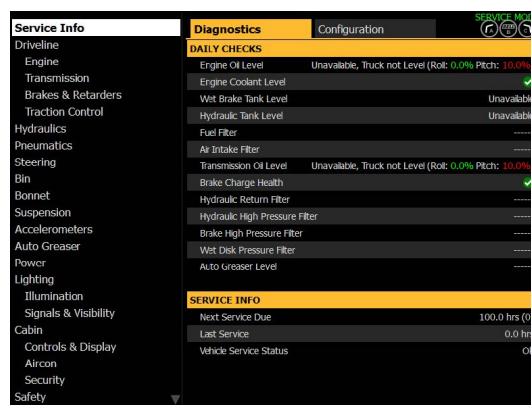 SERVICE MOD
Service Info
Diagnostics
Configuration
A
B
C
Driveline
Engine
Transmission
Brakes & Retarders
Traction Control
Hydraulics
Pneumatics
Steering
Bin
Bonnet
Suspension
Accelerometers
Auto Greaser
Power
Lighting
Illumination
Signals & Visibility
Cabin
Controls & Display
Aircon
Security
Safety
DAILY CHECKS
Engine Oil Level Unavailable, Truck not Level (Roll: 0.0% Pitch: 10.0%
Engine Coolant Level
Wet Brake Tank Level Unavailable
Hydraulic Tank Level Unavailable
Fuel Filter -----
Air Intake Filter -----
Transmission Oil Level Unavailable, Truck not Level (Roll: 0.0% Pitch: 10.0%
Brake Charge Health
Hydraulic Return Filter -----
Hydraulic High Pressure Filter -----
Brake High Pressure Filter -----
Wet Disk Pressure Filter -----
Auto Greaser Level -----
SERVICE INFO
Next Service Due 100.0 hrs (0
Last Service 0.0 hrs
Vehicle Service Status